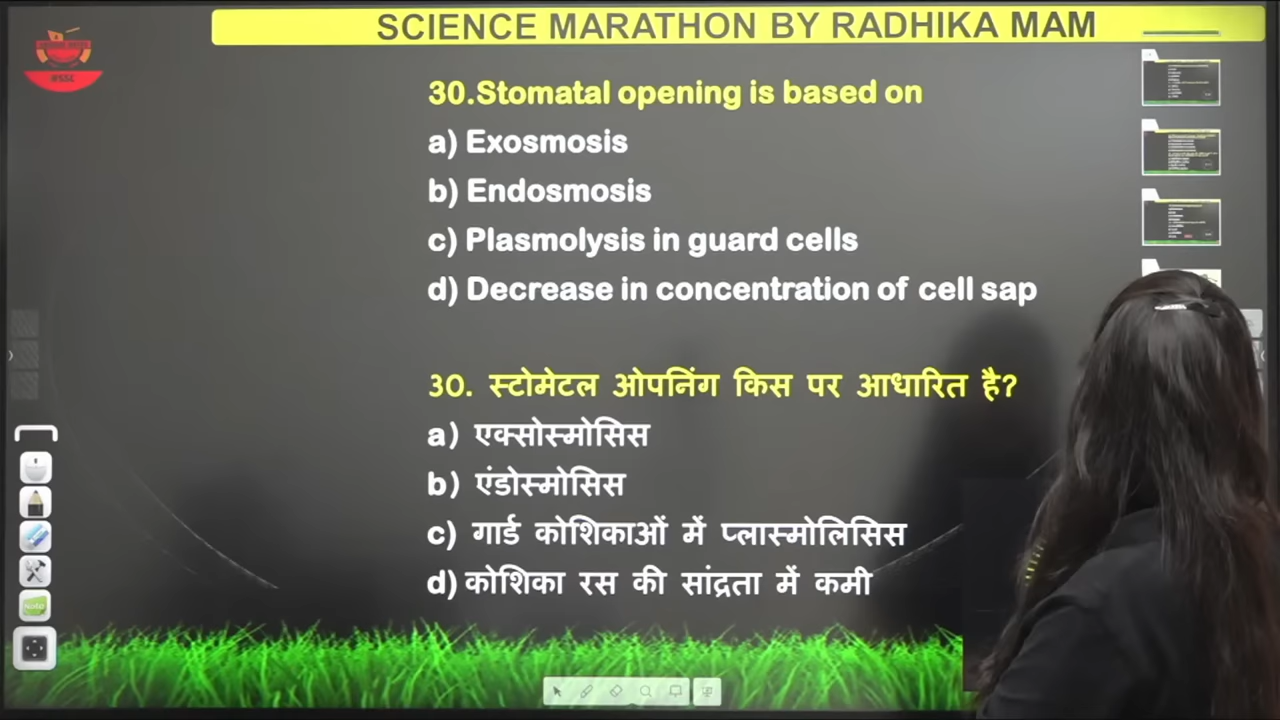 SCIENCE MARATHON BY RADHIKA MAM
30.Stomatal opening is based on
a) Exosmosis
b) Endosmosis
c) Plasmolysis in guard cells
d) Decrease in concentration of cell sap
30. स्टोमेटल ओपनिंग किस पर आधारित है?
a) एक्सोस्मोसिस
b) एंडोस्मोसिस
c) गार्ड कोशिकाओं में प्लास्मोलिसिस
d) कोशिका रस की सांद्रता में कमी